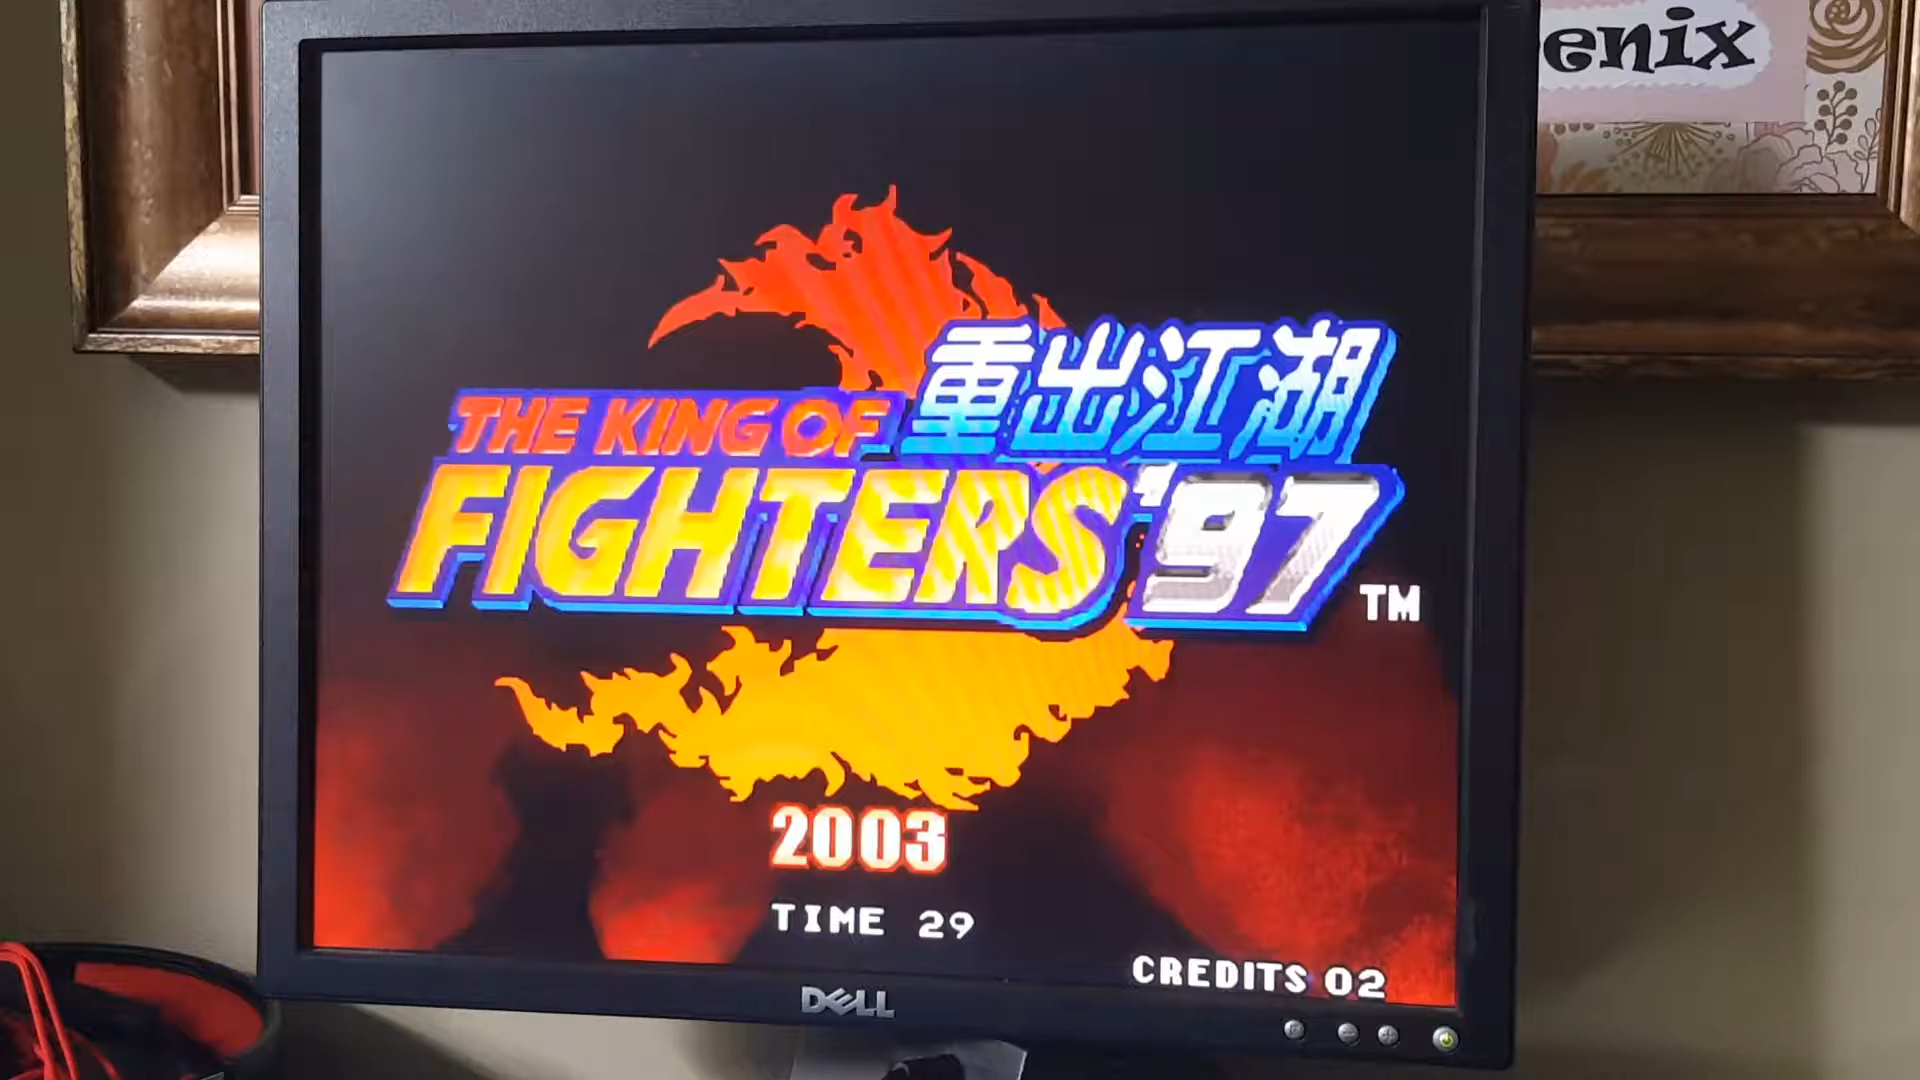 enix
重出江湖
THE KING OF
FIGHTERS'97
TM
2003
TIME 29
CREDITS 02
DELL